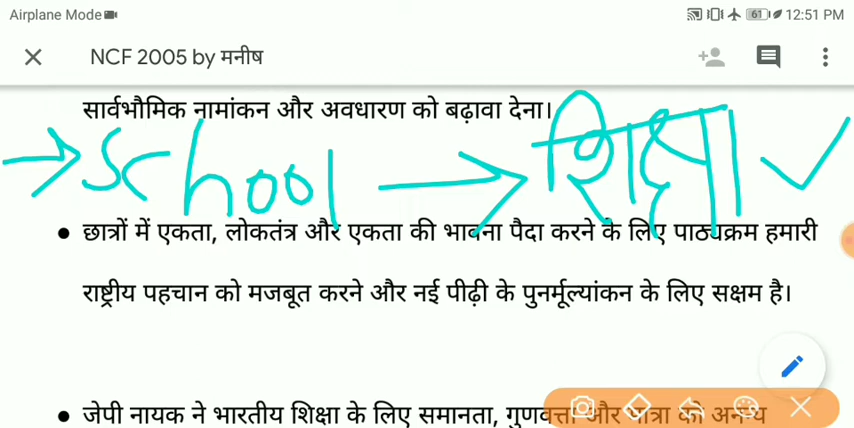 Airplane Mode 61 12:51 PM
NCF 2005 by मनीष
सार्वभौमिक नामांकन और अवधारण को बढ़ावा देना।
→ School → शिक्षा ✓
• छात्रों में एकता, लोकतंत्र और एकता की भावना पैदा करने के लिए पाठ्यक्रम हमारी
राष्ट्रीय पहचान को मजबूत करने और नई पीढ़ी के पुनर्मूल्यांकन के लिए सक्षम है।
• जेपी नायक ने भारतीय शिक्षा के लिए समानता, गुणवत्ता और मात्रा को अनन्य